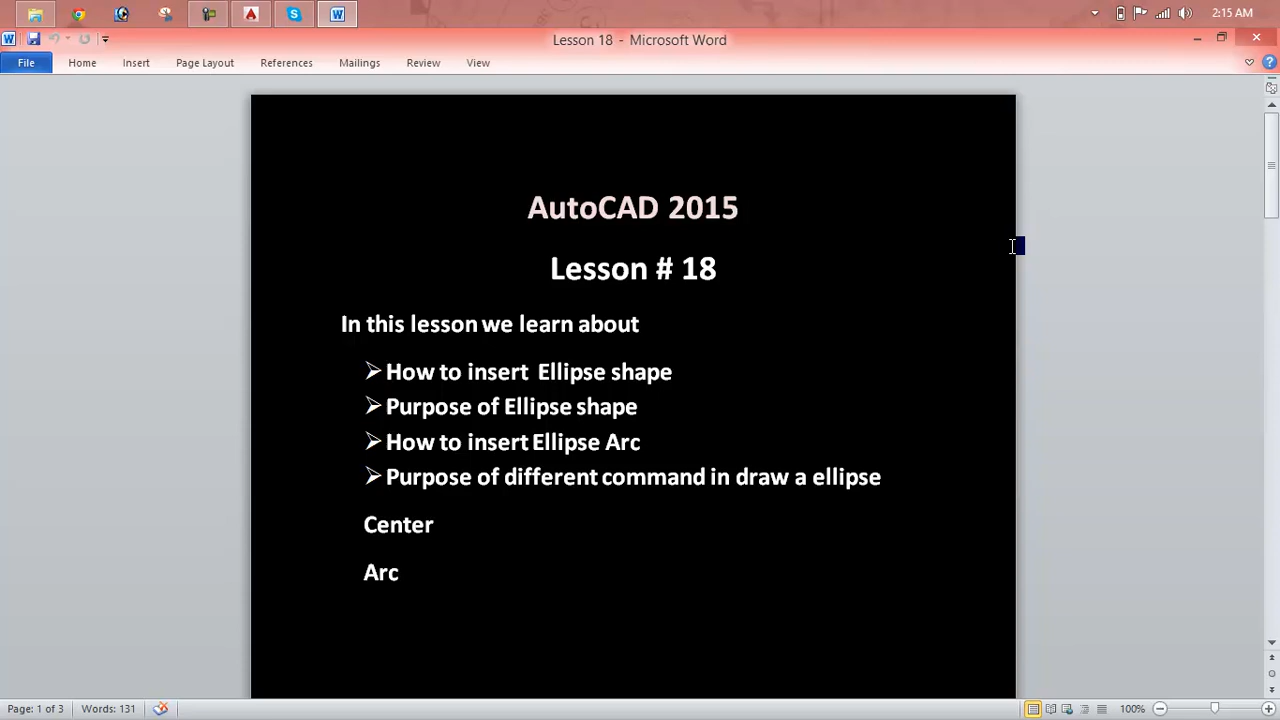 2:15 AM
Lesson 18 - Microsoft Word
File Home Insert Page Layout References Mailings Review View
AutoCAD 2015
Lesson # 18
In this lesson we learn about
➢How to insert Ellipse shape
➢Purpose of Ellipse shape
➢How to insert Ellipse Arc
➢Purpose of different command in draw a ellipse
Center
Arc
Page: 1 of 3 Words: 131 100%